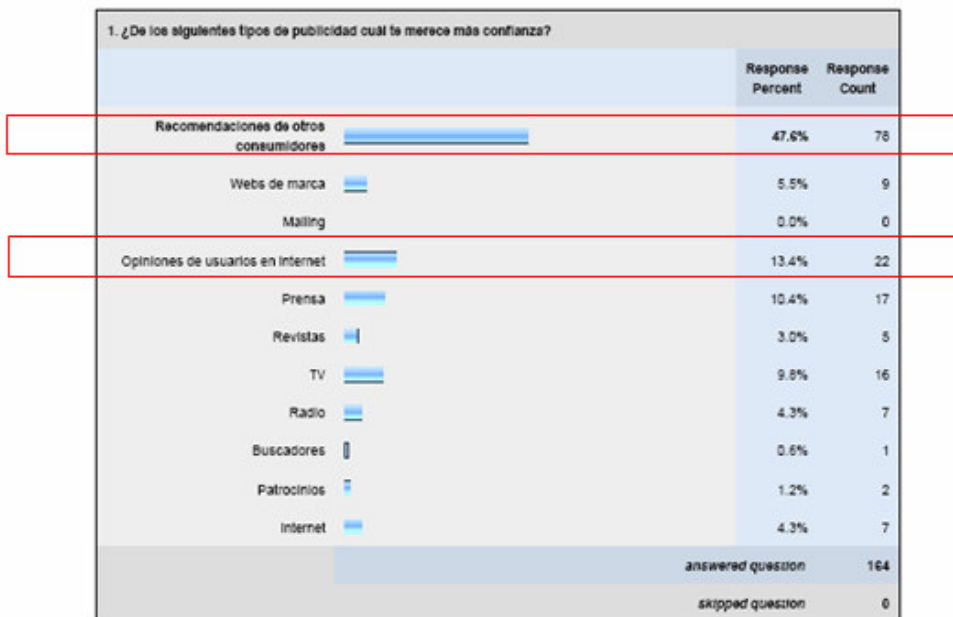 1. ¿De los siguientes tipos de publicidad cuál te merece más confianza?
Response Percent Response Count
Recomendaciones de otros consumidores 47.6% 78
Webs de marca 5.5% 9
Mailing 0.0% 0
Opiniones de usuarios en Internet 13.4% 22
Prensa 10.4% 17
Revistas 3.0% 5
TV 9.8% 16
Radio 4.3% 7
Buscadores 0.6% 1
Patrocinios 1.2% 2
Internet 4.3% 7
answered question 164
skipped question 0